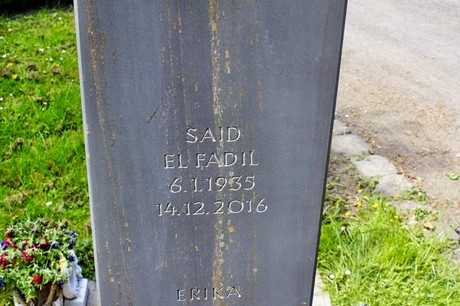 SAID
EL FADIL
6.1.1935
14.12.2016
ERIKA